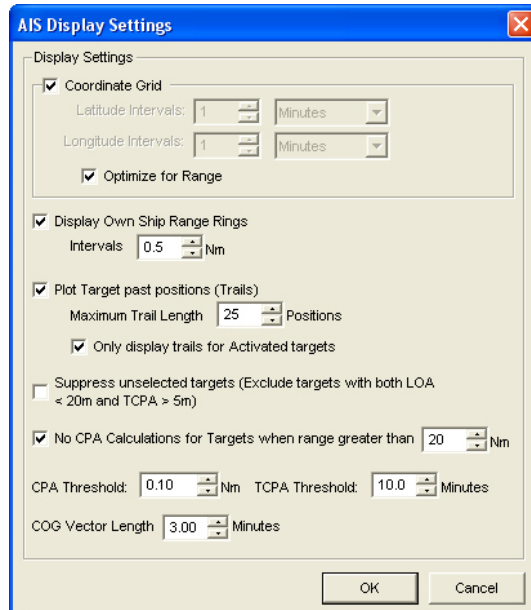 AIS Display Settings
Display Settings
Coordinate Grid
Latitude Intervals: 1 Minutes
Longitude Intervals: 1 Minutes
Optimize for Range
Display Own Ship Range Rings
Intervals 0.5 Nm
Plot Target past positions (Trails)
Maximum Trail Length 25 Positions
Only display trails for Activated targets
Suppress unselected targets (Exclude targets with both LOA
< 20m and TCPA > 5m)
No CPA Calculations for Targets when range greater than 20 Nm
CPA Threshold: 0.10 Nm TCPA Threshold: 10.0 Minutes
COG Vector Length 3.00 Minutes
OK Cancel